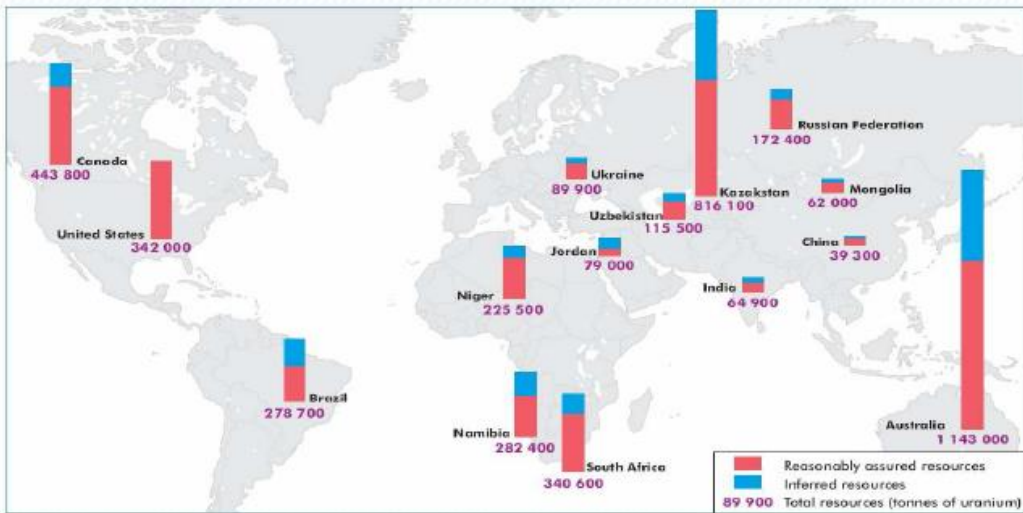 Canada
443 800
United States
342 000
Brazil
278 700
Ukraine
89 900
Uzbekistan
115 500
Jordan
79 000
Niger
225 500
Namibia
282 400
South Africa
340 600
Kazakstan
816 100
Russian Federation
172 400
Mongolia
62 000
China
39 300
India
64 900
Australia
1 143 000
Reasonably assured resources
Inferred resources
89 900 Total resources (tonnes of uranium)